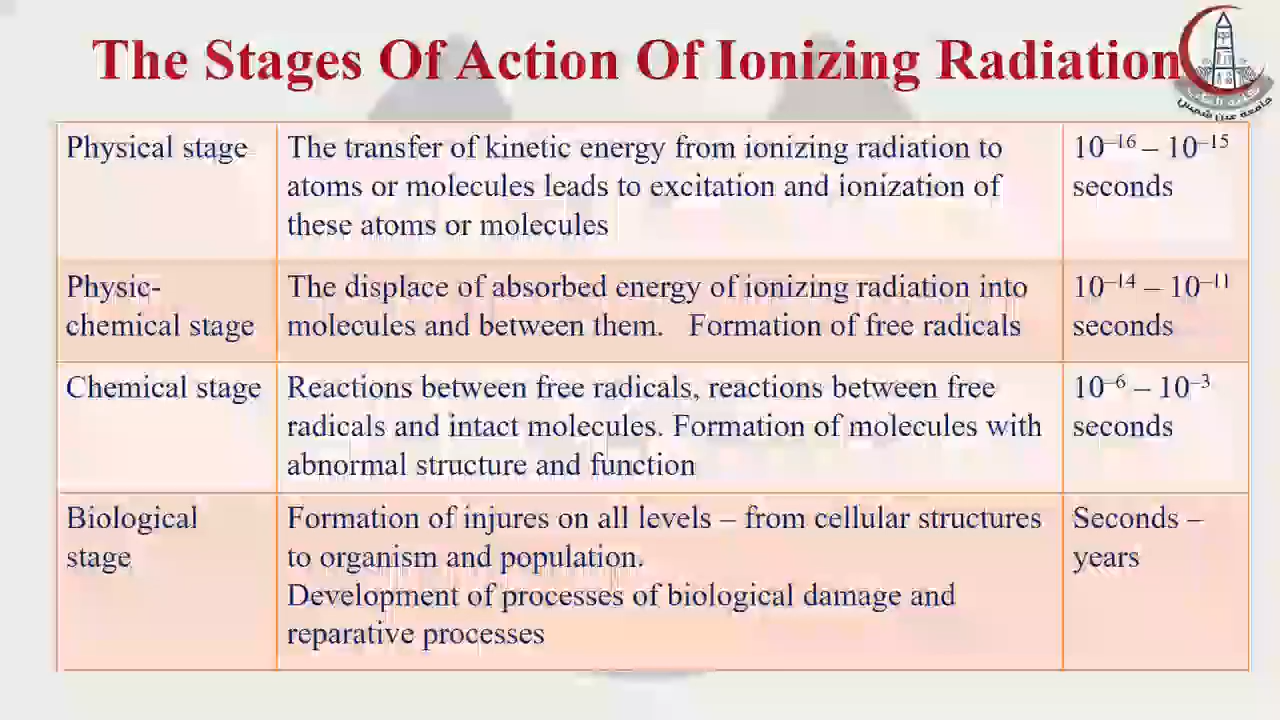 The Stages Of Action Of Ionizing Radiation
Physical stage
The transfer of kinetic energy from ionizing radiation to
atoms or molecules leads to excitation and ionization of
these atoms or molecules
10⁻¹⁶ – 10⁻¹⁵
seconds
Physic-
chemical stage
The displace of absorbed energy of ionizing radiation into
molecules and between them. Formation of free radicals
10⁻¹⁴ – 10⁻¹¹
seconds
Chemical stage
Reactions between free radicals, reactions between free
radicals and intact molecules. Formation of molecules with
abnormal structure and function
10⁻⁶ – 10⁻³
seconds
Biological
stage
Formation of injures on all levels – from cellular structures
to organism and population.
Development of processes of biological damage and
reparative processes
Seconds –
years
جامعة عين شمس